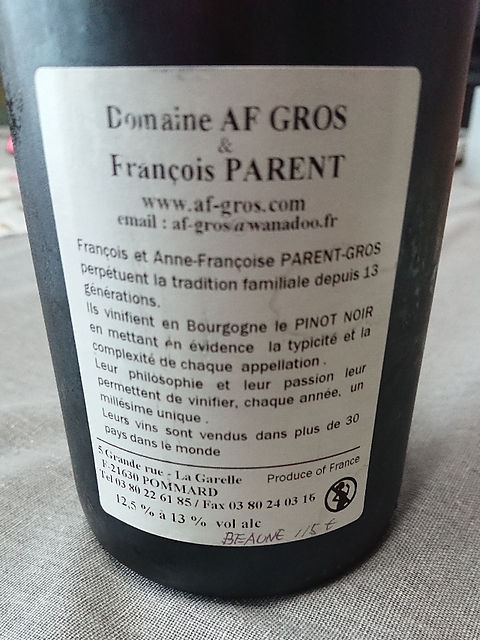 Domaine AF GROS
&
François PARENT
www.af-gros.com
email : af-gros@wanadoo.fr
François et Anne-Françoise PARENT-GROS
perpétuent la tradition familiale depuis 13
générations.
Ils vinifient en Bourgogne le PINOT NOIR
en mettant en évidence la typicité et la
complexité de chaque appellation .
Leur philosophie et leur passion leur
permettent de vinifier, chaque année, un
millésime unique .
Leurs vins sont vendus dans plus de 30
pays dans le monde
5 Grande rue - La Garelle
F.21630 POMMARD
Produce of France
Tel 03 80 22 61 85 / Fax 03 80 24 03 16
12,5 % à 13 % vol alc
BEAUNE